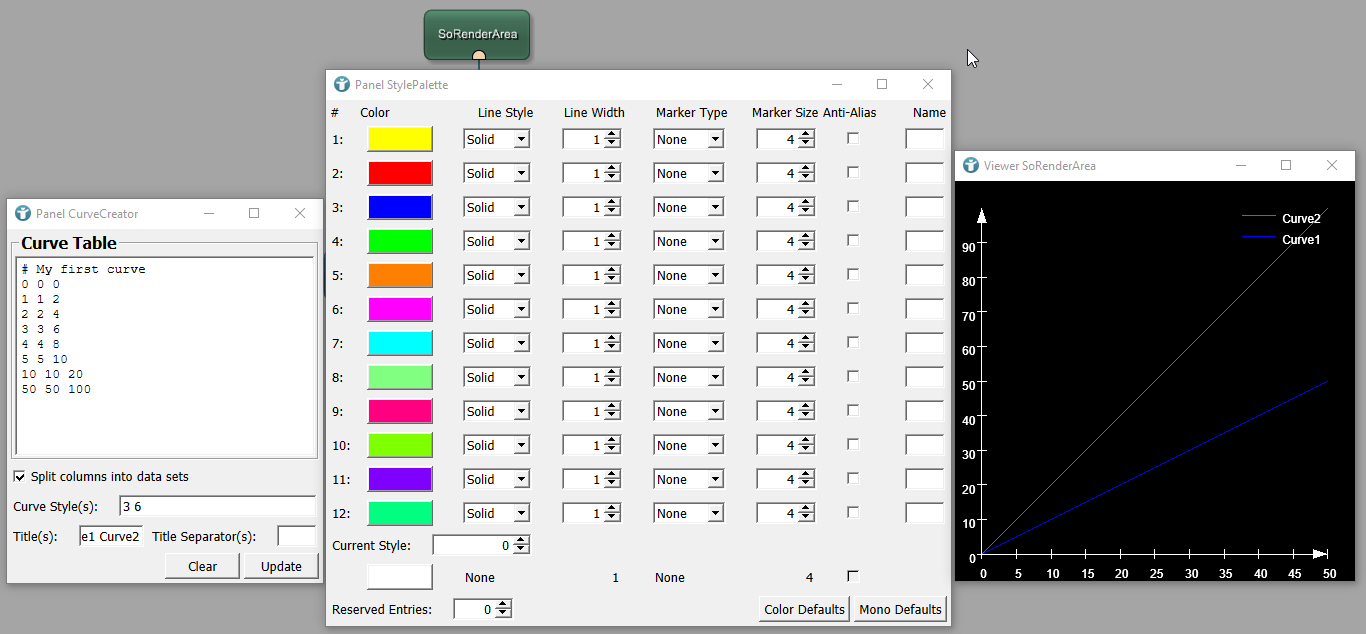 SoRenderArea
Panel StylePalette
# Color Line Style Line Width Marker Type Marker Size Anti-Alias Name
1: Solid 1 None 4
2: Solid 1 None 4
3: Solid 1 None 4
4: Solid 1 None 4
5: Solid 1 None 4
6: Solid 1 None 4
7: Solid 1 None 4
8: Solid 1 None 4
9: Solid 1 None 4
10: Solid 1 None 4
11: Solid 1 None 4
12: Solid 1 None 4
Current Style: 0
None 1 None 4
Reserved Entries: 0 Color Defaults Mono Defaults
Panel CurveCreator
Curve Table
# My first curve
0 0 0
1 1 2
2 2 4
3 3 6
4 4 8
5 5 10
10 10 20
50 50 100
Split columns into data sets
Curve Style(s): 3 6
Title(s): e1 Curve2 Title Separator(s):
Clear Update
Viewer SoRenderArea
Curve2
Curve1
90
80
70
60
50
40
30
20
10
0
0 5 10 15 20 25 30 35 40 45 50